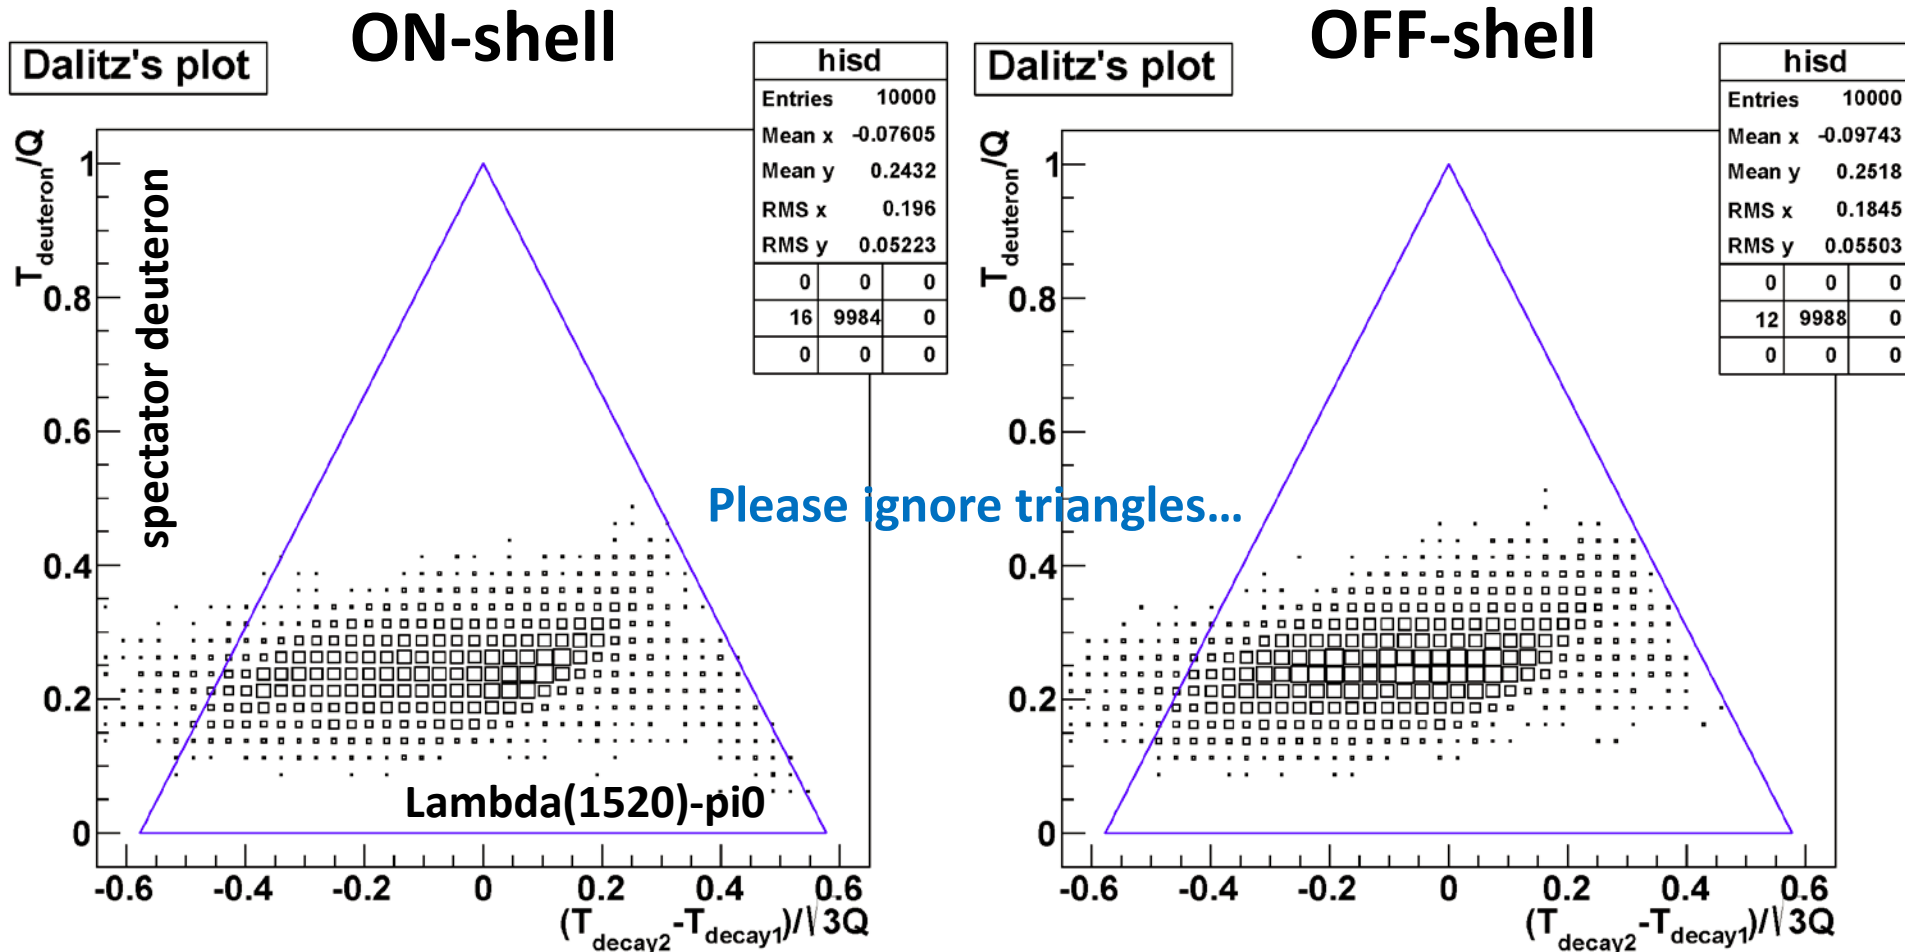 ON-shell
Dalitz's plot
hisd
Entries 10000
Mean x -0.07605
Mean y 0.2432
RMS x 0.196
RMS y 0.05223
0 0 0
16 9984 0
0 0 0
T_deuteron/Q
spectator deuteron
1
0.8
0.6
0.4
0.2
0
Lambda(1520)-pi0
-0.6 -0.4 -0.2 0 0.2 0.4 0.6
(T_decay2-T_decay1)/√3Q
Please ignore triangles...
OFF-shell
Dalitz's plot
hisd
Entries 10000
Mean x -0.09743
Mean y 0.2518
RMS x 0.1845
RMS y 0.05503
0 0 0
12 9988 0
0 0 0
T_deuteron/Q
1
0.8
0.6
0.4
0.2
0
-0.6 -0.4 -0.2 0 0.2 0.4 0.6
(T_decay2-T_decay1)/√3Q